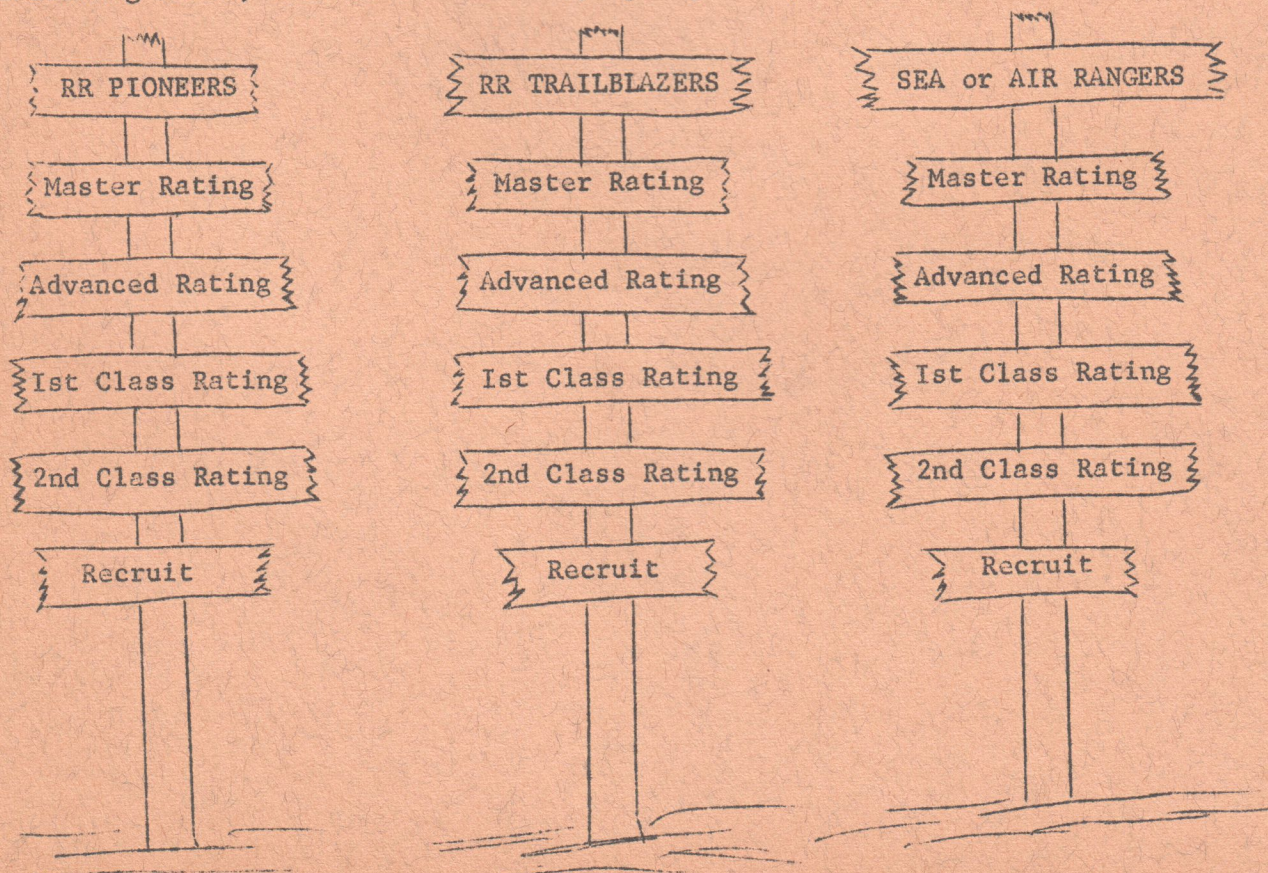 RR PIONEERS
Master Rating
Advanced Rating
Ist Class Rating
2nd Class Rating
Recruit
RR TRAILBLAZERS
Master Rating
Advanced Rating
Ist Class Rating
2nd Class Rating
Recruit
SEA or AIR RANGERS
Master Rating
Advanced Rating
Ist Class Rating
2nd Class Rating
Recruit